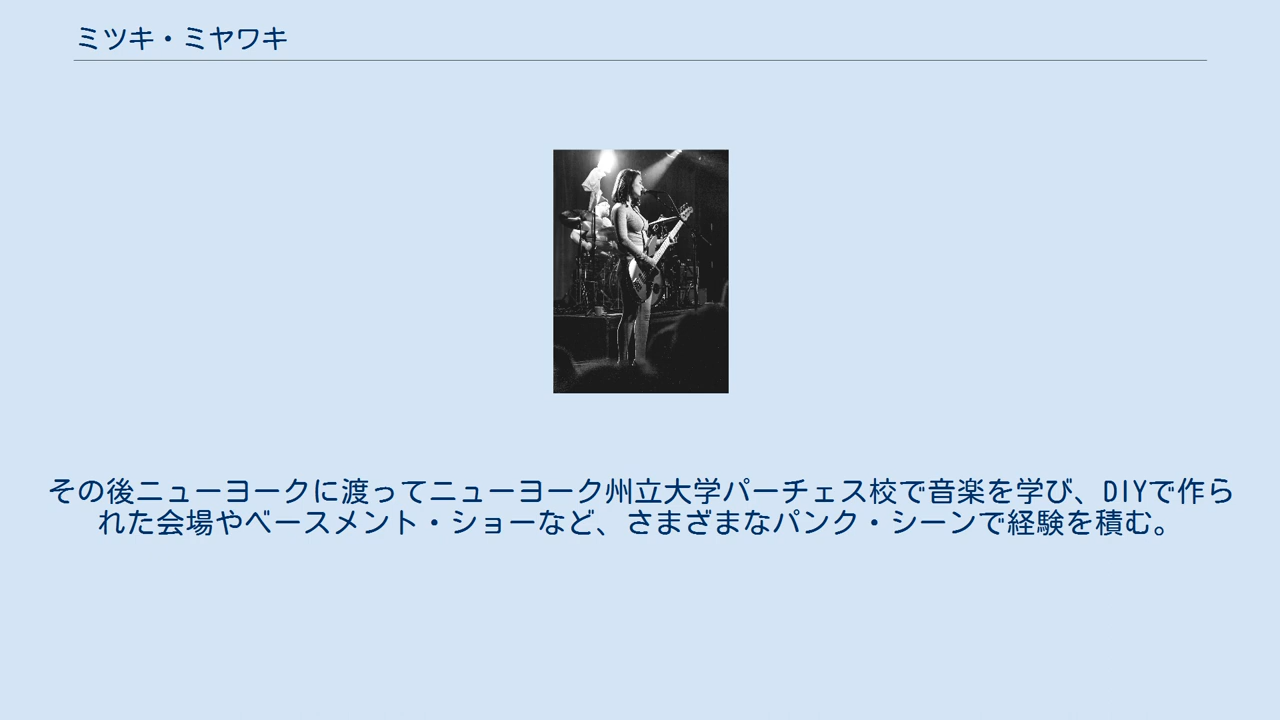 ミツキ・ミヤワキ
その後ニューヨークに渡ってニューヨーク州立大学パーチェス校で音楽を学び、DIYで作ら
れた会場やベースメント・ショーなど、さまざまなパンク・シーンで経験を積む。